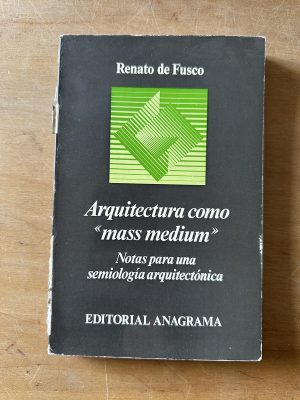 Renato de Fusco
Arquitectura como
«mass medium»
Notas para una
semiología arquitectónica
EDITORIAL ANAGRAMA